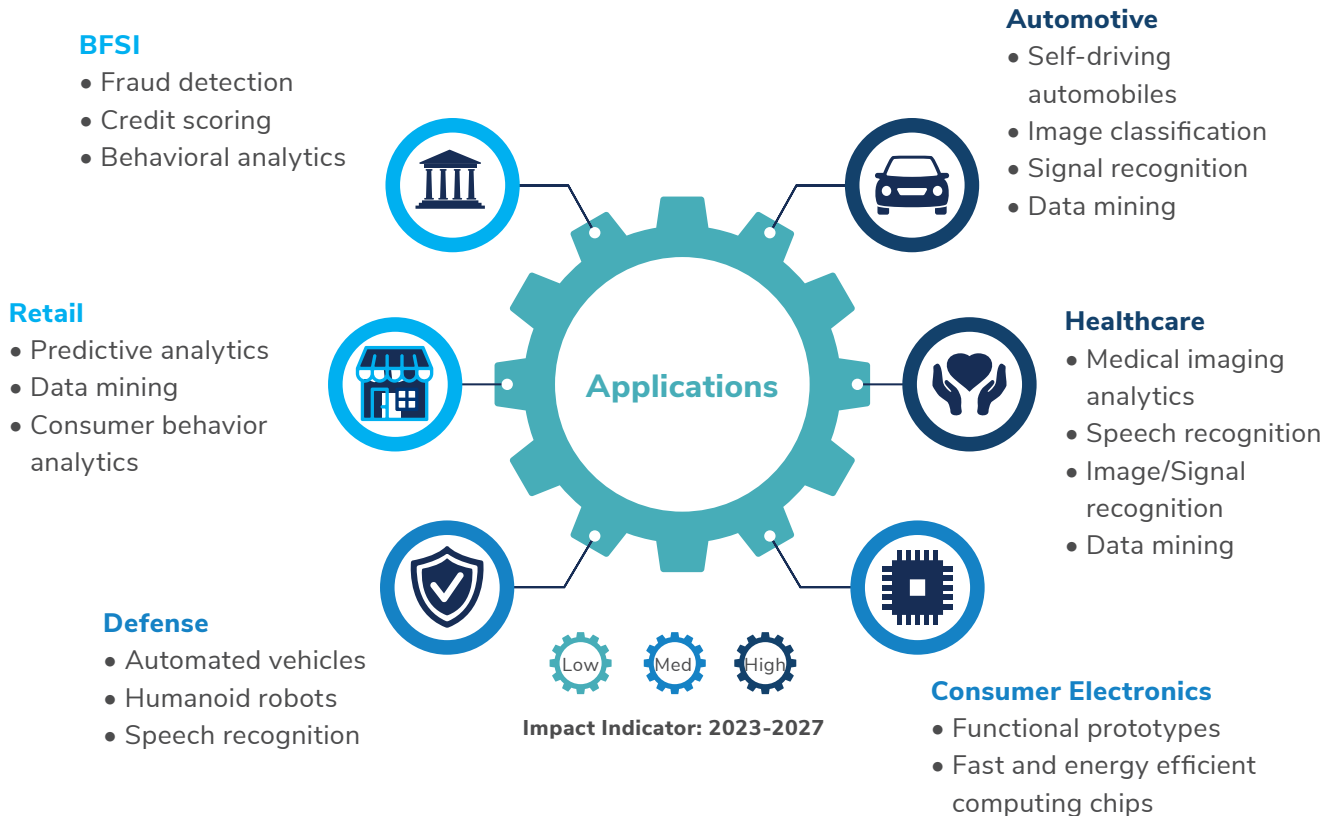 BFSI
• Fraud detection
• Credit scoring
• Behavioral analytics
Automotive
• Self-driving
automobiles
• Image classification
• Signal recognition
• Data mining
Retail
• Predictive analytics
• Data mining
• Consumer behavior
analytics
Applications
Healthcare
• Medical imaging
analytics
• Speech recognition
• Image/Signal
recognition
• Data mining
Defense
• Automated vehicles
• Humanoid robots
• Speech recognition
Low
Med
High
Impact Indicator: 2023-2027
Consumer Electronics
• Functional prototypes
• Fast and energy efficient
computing chips